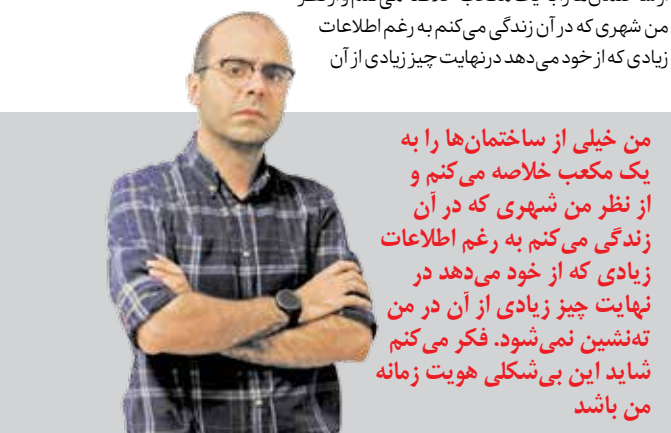 من شهری که در آن زندگی می‌کنم به رغم اطلاعات
زیادی که از خود می‌دهد درنهایت چیز زیادی از آن
من خیلی از ساختمان‌ها را به
یک مکعب خلاصه می‌کنم و
از نظر من شهری که در آن
زندگی می‌کنم به رغم اطلاعات
زیادی که از خود می‌دهد در
نهایت چیز زیادی از آن در من
ته‌نشین نمی‌شود. فکر می‌کنم
شاید این بی‌شکلی هویت زمانه
من باشد